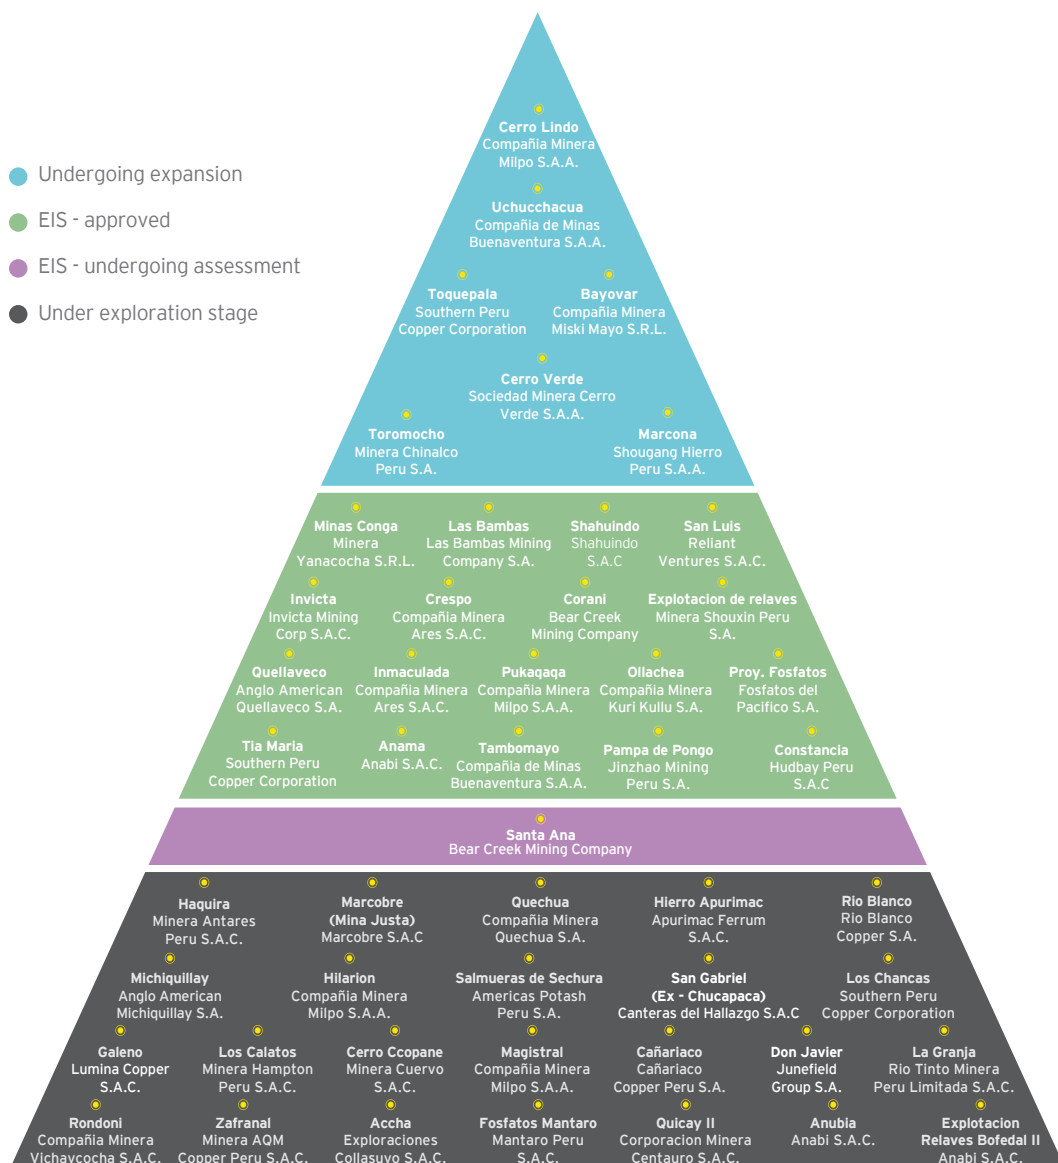 Cerro Lindo
Compañia Minera
Milpo S.A.A.
Undergoing expansion
EIS - approved
EIS - undergoing assessment
Under exploration stage
Uchucchacua
Compañia de Minas
Buenaventura S.A.A.
Toquepala
Southern Peru
Copper Corporation
Bayovar
Compañia Minera
Miski Mayo S.R.L.
Cerro Verde
Sociedad Minera Cerro
Verde S.A.A.
Toromocho
Minera Chinalco
Peru S.A.
Marcona
Shougang Hierro
Peru S.A.A.
Minas Conga
Minera
Yanacocha S.R.L.
Las Bambas
Las Bambas Mining
Company S.A.
Shahuindo
Shahuindo
S.A.C
San Luis
Reliant
Ventures S.A.C.
Invicta
Invicta Mining
Corp S.A.C.
Crespo
Compañia Minera
Ares S.A.C.
Corani
Bear Creek
Mining Company
Explotacion de relaves
Minera Shouxin Peru
S.A.
Quellaveco
Anglo American
Quellaveco S.A.
Inmaculada
Compañia Minera
Ares S.A.C.
Pukaqaqa
Compañia Minera
Milpo S.A.A.
Ollachea
Compañia Minera
Kuri Kullu S.A.
Proy. Fosfatos
Fosfatos del
Pacifico S.A.
Tia Maria
Southern Peru
Copper Corporation
Anama
Anabi S.A.C.
Tambomayo
Compañia de Minas
Buenaventura S.A.A.
Pampa de Pongo
Jinzhao Mining
Peru S.A.
Constancia
Hudbay Peru
S.A.C
Santa Ana
Bear Creek Mining Company
Haquira
Minera Antares
Peru S.A.C.
Marcobre
(Mina Justa)
Marcobre S.A.C
Quechua
Compañia Minera
Quechua S.A.
Hierro Apurimac
Apurimac Ferrum
S.A.C.
Rio Blanco
Rio Blanco
Copper S.A.
Michiquillay
Anglo American
Michiquillay S.A.
Hilarion
Compañia Minera
Milpo S.A.A.
Salmueras de Sechura
Americas Potash
Peru S.A.
San Gabriel
(Ex - Chucapaca)
Canteras del Hallazgo S.A.C
Los Chancas
Southern Peru
Copper Corporation
Galeno
Lumina Copper
S.A.C.
Los Calatos
Minera Hampton
Peru S.A.C.
Cerro Ccopane
Minera Cuervo
S.A.C.
Magistral
Compañia Minera
Milpo S.A.A.
Cañariaco
Cañariaco
Copper Peru S.A.
Don Javier
Junefield
Group S.A.
La Granja
Rio Tinto Minera
Peru Limitada S.A.C.
Rondoni
Compañia Minera
Vichaycocha S.A.C.
Zafranal
Minera AQM
Copper Peru S.A.C.
Accha
Exploraciones
Collasuyo S.A.C.
Fosfatos Mantaro
Mantaro Peru
S.A.C.
Quicay II
Corporacion Minera
Centauro S.A.C.
Anubia
Anabi S.A.C.
Explotacion
Relaves Bofedal II
Anabi S.A.C.